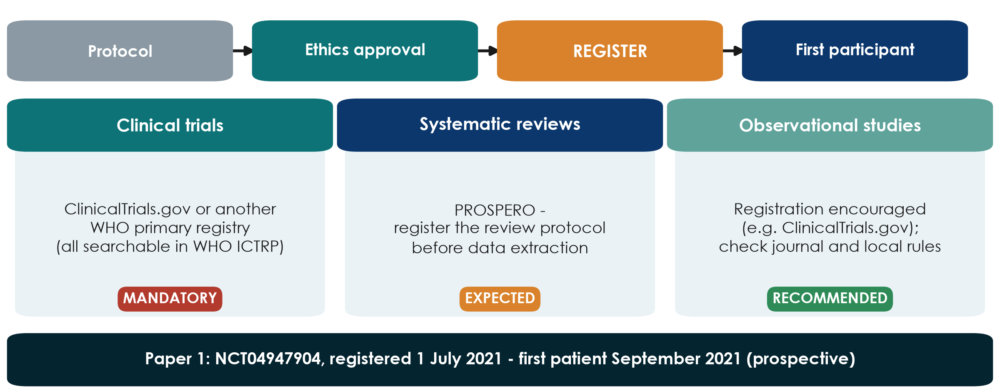 Protocol
Ethics approval
REGISTER
First participant
Clinical trials
ClinicalTrials.gov or another
WHO primary registry
(all searchable in WHO ICTRP)
MANDATORY
Systematic reviews
PROSPERO -
register the review protocol
before data extraction
EXPECTED
Observational studies
Registration encouraged
(e.g. ClinicalTrials.gov);
check journal and local rules
RECOMMENDED
Paper 1: NCT04947904, registered 1 July 2021 - first patient September 2021 (prospective)